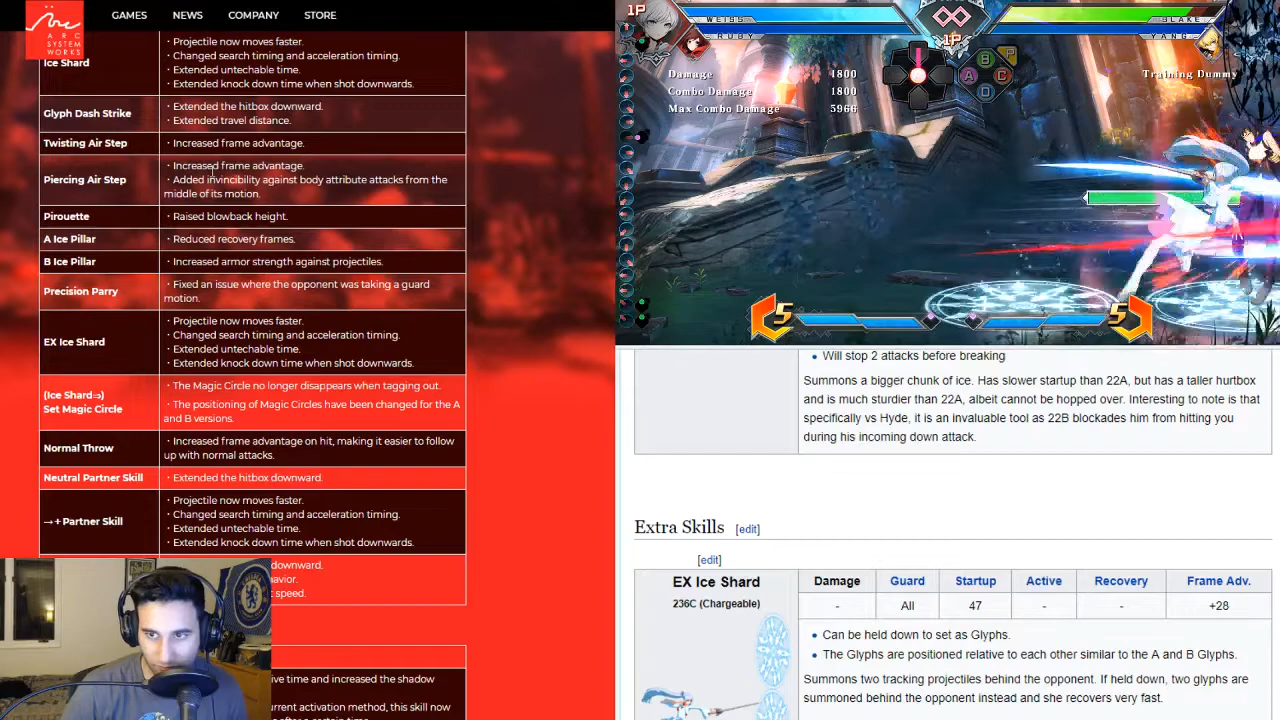 GAMES NEWS COMPANY STORE
ARC
SYSTEM
WORKS
Ice Shard
・Projectile now moves faster.
・Changed search timing and acceleration timing.
・Extended untechable time.
・Extended knock down time when shot downwards.
Glyph Dash Strike
・Extended the hitbox downward.
・Extended travel distance.
Twisting Air Step
・Increased frame advantage.
Piercing Air Step
・Increased frame advantage.
・Added invincibility against body attribute attacks from the
middle of its motion.
Pirouette
・Raised blowback height.
A Ice Pillar
・Reduced recovery frames.
B Ice Pillar
・Increased armor strength against projectiles.
Precision Parry
・Fixed an issue where the opponent was taking a guard
motion.
EX Ice Shard
・Projectile now moves faster.
・Changed search timing and acceleration timing.
・Extended untechable time.
・Extended knock down time when shot downwards.
(Ice Shard⇒)
Set Magic Circle
・The Magic Circle no longer disappears when tagging out.
・The positioning of Magic Circles have been changed for the A
and B versions.
Normal Throw
・Increased frame advantage on hit, making it easier to follow
up with normal attacks.
Neutral Partner Skill
・Extended the hitbox downward.
→+Partner Skill
・Projectile now moves faster.
・Changed search timing and acceleration timing.
・Extended untechable time.
・Extended knock down time when shot downwards.
downward.
speed.
ive time and increased the shadow
urrent activation method, this skill now
after a certain time.
1P
WEISS
RUBY
1P
BLAKE
YANG
Damage 1800
Combo Damage 1800
Max Combo Damage 5966
A B C D P
Training Dummy
5
5
• Will stop 2 attacks before breaking
Summons a bigger chunk of ice. Has slower startup than 22A, but has a taller hurtbox
and is much sturdier than 22A, albeit cannot be hopped over. Interesting to note is that
specifically vs Hyde, it is an invaluable tool as 22B blockades him from hitting you
during his incoming down attack.
Extra Skills [edit]
[edit]
EX Ice Shard
236C (Chargeable)
Damage Guard Startup Active Recovery Frame Adv.
- All 47 - - +28
• Can be held down to set as Glyphs.
• The Glyphs are positioned relative to each other similar to the A and B Glyphs.
Summons two tracking projectiles behind the opponent. If held down, two glyphs are
summoned behind the opponent instead and she recovers very fast.